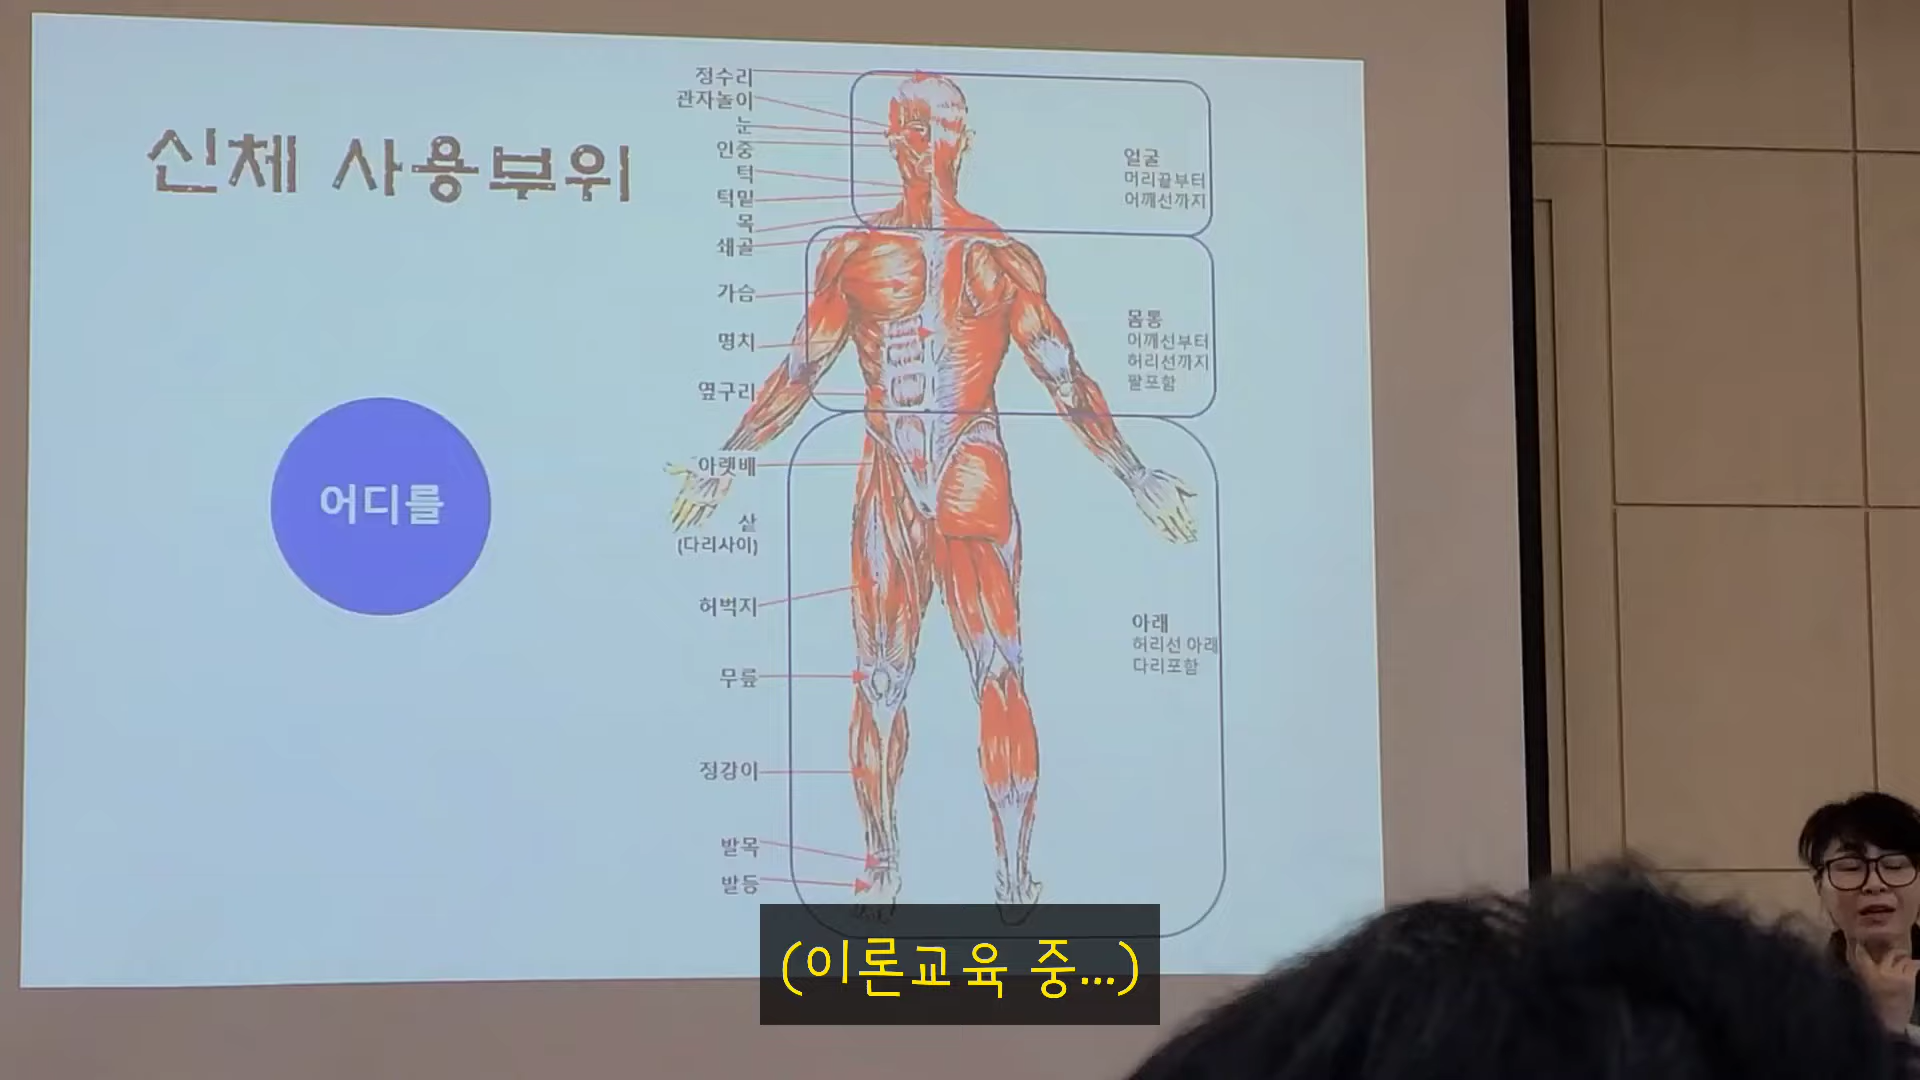 신체 사용부위
어디를
정수리
관자놀이
눈
인중
턱
턱밑
목
쇄골
가슴
명치
옆구리
아랫배
샅
(다리사이)
허벅지
무릎
정강이
발목
발등
얼굴
머리끝부터
어깨선까지
몸통
어깨선부터
허리선까지
팔포함
아래
허리선 아래
다리포함
(이론교육 중...)